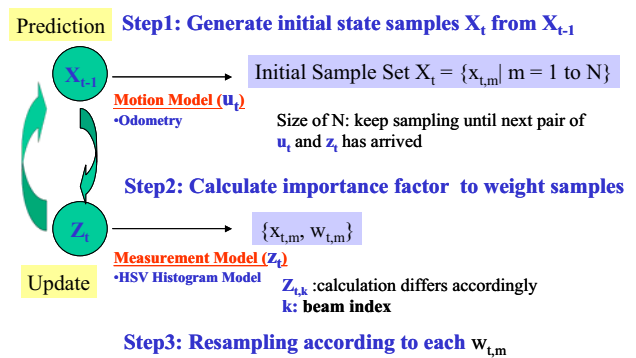 Prediction
Step1: Generate initial state samples Xt from Xt-1
Xt-1
Initial Sample Set Xt = {xt,m| m = 1 to N}
Motion Model (ut)
•Odometry
Size of N: keep sampling until next pair of
ut and zt has arrived
Step2: Calculate importance factor to weight samples
Zt
{xt,m, wt,m}
Measurement Model (zt)
•HSV Histogram Model
Update
Zt,k :calculation differs accordingly
k: beam index
Step3: Resampling according to each wt,m